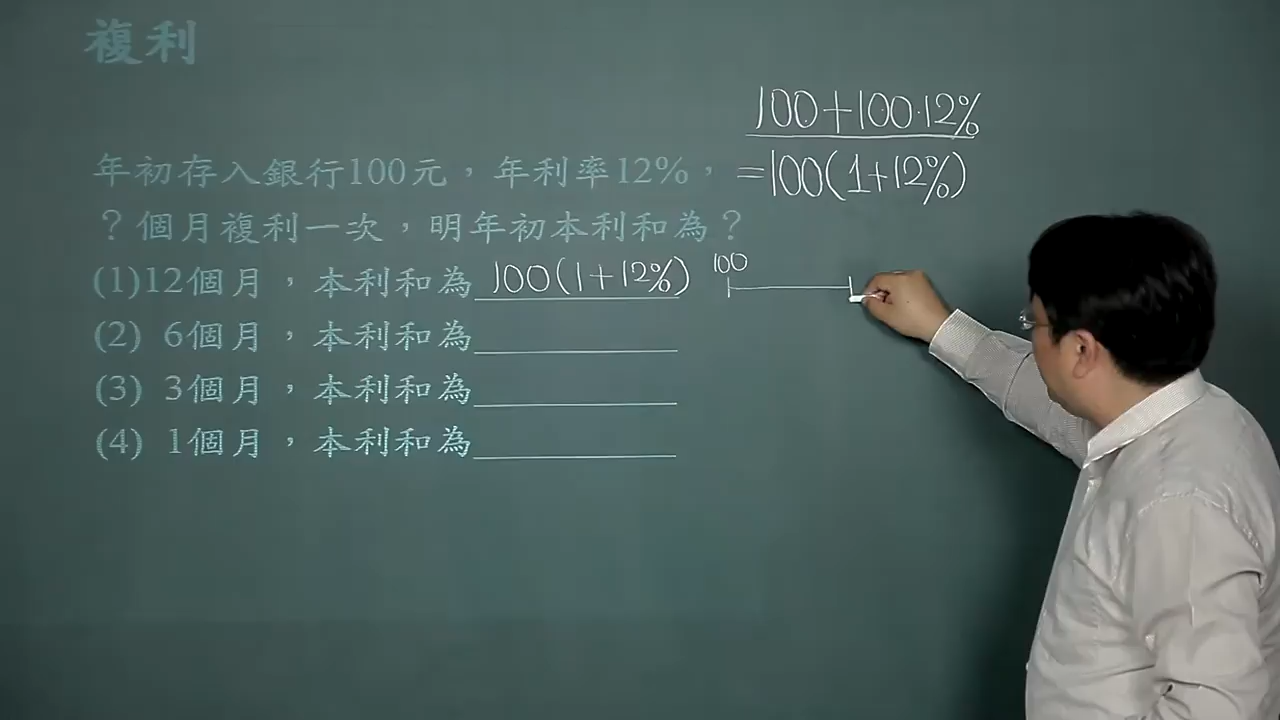 複利
100+100·12%
年初存入銀行100元，年利率12%，
=100(1+12%)
？個月複利一次，明年初本利和為？
(1)12個月，本利和為 100(1+12%)
100
(2) 6個月，本利和為
(3) 3個月，本利和為
(4) 1個月，本利和為